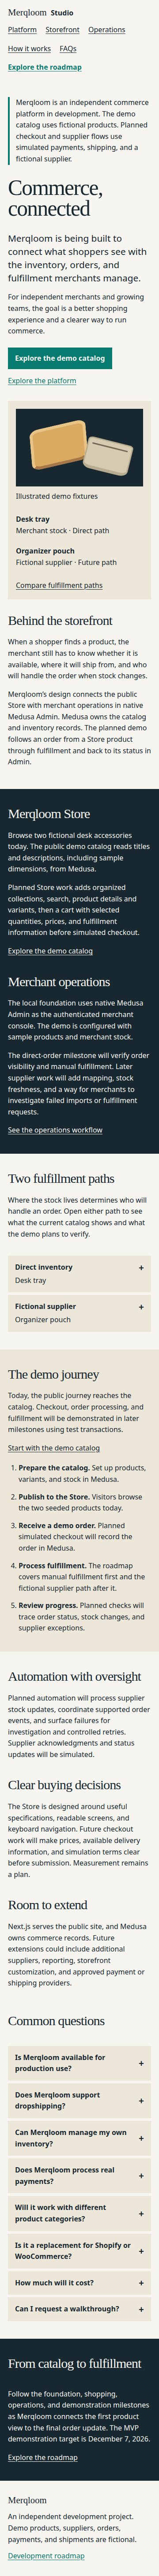 Merqloom Studio
Platform Storefront Operations
How it works FAQs
Explore the roadmap
Merqloom is an independent commerce
platform in development. The demo
catalog uses fictional products. Planned
checkout and supplier flows use
simulated payments, shipping, and a
fictional supplier.
Commerce,
connected
Merqloom is being built to
connect what shoppers see with
the inventory, orders, and
fulfillment merchants manage.
For independent merchants and growing
teams, the goal is a better shopping
experience and a clearer way to run
commerce.
Explore the demo catalog
Explore the platform
Illustrated demo fixtures
Desk tray
Merchant stock · Direct path
Organizer pouch
Fictional supplier · Future path
Compare fulfillment paths
Behind the storefront
When a shopper finds a product, the
merchant still has to know whether it is
available, where it will ship from, and who
will handle the order when stock changes.
Merqloom's design connects the public
Store with merchant operations in native
Medusa Admin. Medusa owns the catalog
and inventory records. The planned demo
follows an order from a Store product
through fulfillment and back to its status in
Admin.
Merqloom Store
Browse two fictional desk accessories
today. The public demo catalog reads titles
and descriptions, including sample
dimensions, from Medusa.
Planned Store work adds organized
collections, search, product details and
variants, then a cart with selected
quantities, prices, and fulfillment
information before simulated checkout.
Explore the demo catalog
Merchant operations
The local foundation uses native Medusa
Admin as the authenticated merchant
console. The demo is configured with
sample products and merchant stock.
The direct-order milestone will verify order
visibility and manual fulfillment. Later
supplier work will add mapping, stock
freshness, and a way for merchants to
investigate failed imports or fulfillment
requests.
See the operations workflow
Two fulfillment paths
Where the stock lives determines who will
handle an order. Open either path to see
what the current catalog shows and what
the demo plans to verify.
Direct inventory +
Desk tray
Fictional supplier +
Organizer pouch
The demo journey
Today, the public journey reaches the
catalog. Checkout, order processing, and
fulfillment will be demonstrated in later
milestones using test transactions.
Start with the demo catalog
1. Prepare the catalog. Set up products,
variants, and stock in Medusa.
2. Publish to the Store. Visitors browse
the two seeded products today.
3. Receive a demo order. Planned
simulated checkout will record the
order in Medusa.
4. Process fulfillment. The roadmap
covers manual fulfillment first and the
fictional supplier path after it.
5. Review progress. Planned checks will
trace order status, stock changes, and
supplier exceptions.
Automation with oversight
Planned automation will process supplier
stock updates, coordinate supported order
events, and surface failures for
investigation and controlled retries.
Supplier acknowledgments and status
updates will be simulated.
Clear buying decisions
The Store is designed around useful
specifications, readable screens, and
keyboard navigation. Future checkout
work will make prices, available delivery
information, and simulation terms clear
before submission. Measurement remains
a plan.
Room to extend
Next.js serves the public site, and Medusa
owns commerce records. Future
extensions could include additional
suppliers, reporting, storefront
customization, and approved payment or
shipping providers.
Common questions
Is Merqloom available for
production use? +
Does Merqloom support
dropshipping? +
Can Merqloom manage my own
inventory? +
Does Merqloom process real
payments? +
Will it work with different
product categories? +
Is it a replacement for Shopify or
WooCommerce? +
How much will it cost? +
Can I request a walkthrough? +
From catalog to fulfillment
Follow the foundation, shopping,
operations, and demonstration milestones
as Merqloom connects the first product
view to the final order update. The MVP
demonstration target is December 7, 2026.
Explore the roadmap
Merqloom
An independent development project.
Demo products, suppliers, orders,
payments, and shipments are fictional.
Development roadmap